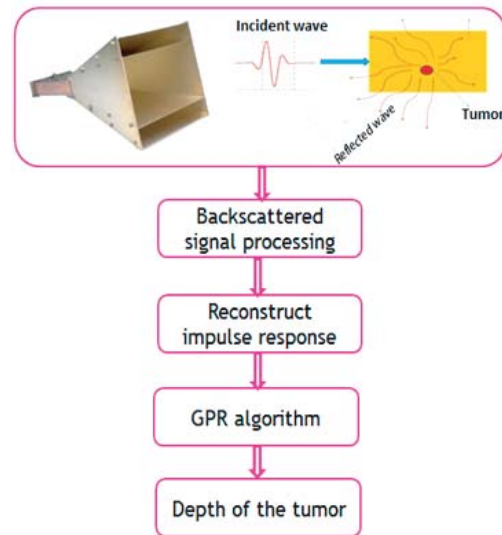 Incident wave
Reflected wave
Tumor
Backscattered
signal processing
Reconstruct
impulse response
GPR algorithm
Depth of the tumor